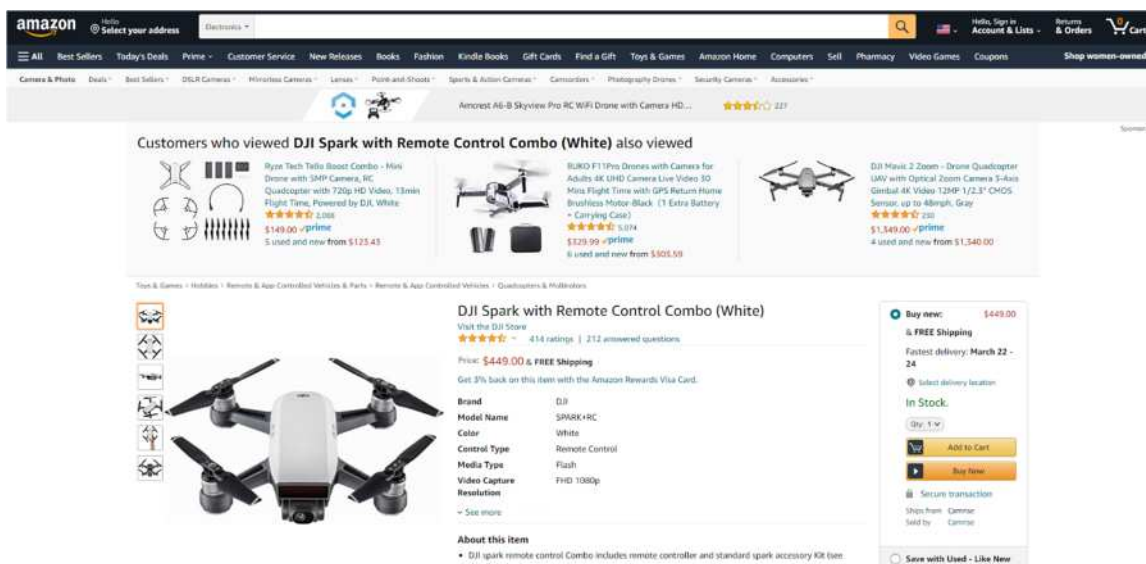 amazon
Hello
Select your address
Electronics
Hello, Sign in
Account & Lists
Returns
& Orders
0
Cart
All Best Sellers Today's Deals Prime Customer Service New Releases Books Fashion Kindle Books Gift Cards Find a Gift Toys & Games Amazon Home Computers Sell Pharmacy Video Games Coupons Shop women-owned
Camera & Photo Deals Best Sellers DSLR Cameras Mirrorless Cameras Lenses Point-and-Shoots Sports & Action Cameras Camcorders Photography Drones Security Cameras Accessories
Amcrest A6-B Skyview Pro RC WiFi Drone with Camera HD... 221
Customers who viewed DJI Spark with Remote Control Combo (White) also viewed
Ryze Tech Tello Boost Combo - Mini
Drone with 5MP Camera, RC
Quadcopter with 720p HD Video, 13min
Flight Time, Powered by DJI, White
$149.00 prime
5 used and new from $123.43
RUKO F11Pro Drones with Camera for
Adults 4K UHD Camera Live Video 30
Mins Flight Time with GPS Return Home
Brushless Motor-Black (1 Extra Battery
+ Carrying Case)
5,074
$329.99 prime
6 used and new from $303.59
DJI Mavic 2 Zoom - Drone Quadcopter
UAV with Optical Zoom Camera 3-Axis
Gimbal 4K Video 12MP 1/2.3" CMOS
Sensor, up to 48mph, Gray
230
$1,349.00 prime
4 used and new from $1,340.00
Toys & Games › Hobbies › Remote & App Controlled Vehicles & Parts › Remote & App Controlled Vehicles › Quadcopters & Multirotors
DJI Spark with Remote Control Combo (White)
Visit the DJI Store
414 ratings | 212 answered questions
Price: $449.00 & FREE Shipping
Get 3% back on this item with the Amazon Rewards Visa Card.
Brand DJI
Model Name SPARK+RC
Color White
Control Type Remote Control
Media Type Flash
Video Capture FHD 1080p
Resolution
See more
About this item
• DJI spark remote control Combo includes remote controller and standard spark accessory Kit (see
Buy new: $449.00
& FREE Shipping
Fastest delivery: March 22 -
24
Select delivery location
In Stock.
Qty: 1
Add to Cart
Buy Now
Secure transaction
Ships from Camrise
Sold by Camrise
Save with Used - Like New